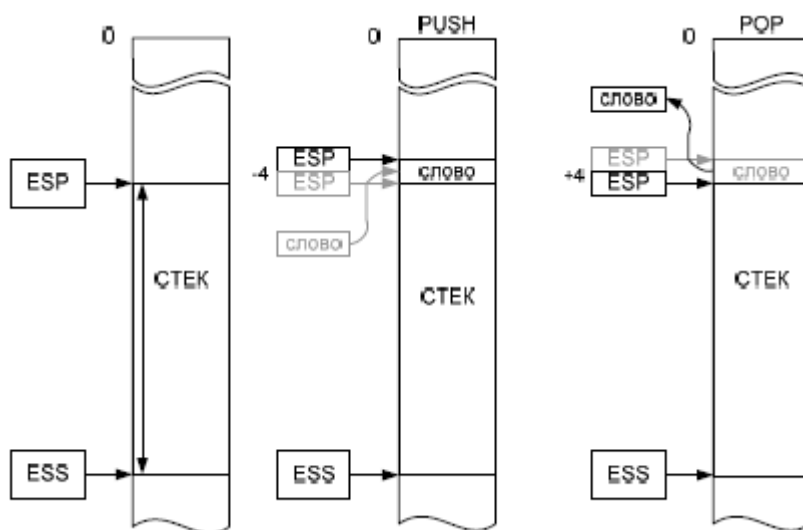 0
ESP
СТЕК
ESS
PUSH
0
ESP
-4
ESP
слово
слово
СТЕК
ESS
POP
0
слово
ESP
+4
ESP
слово
СТЕК
ESS